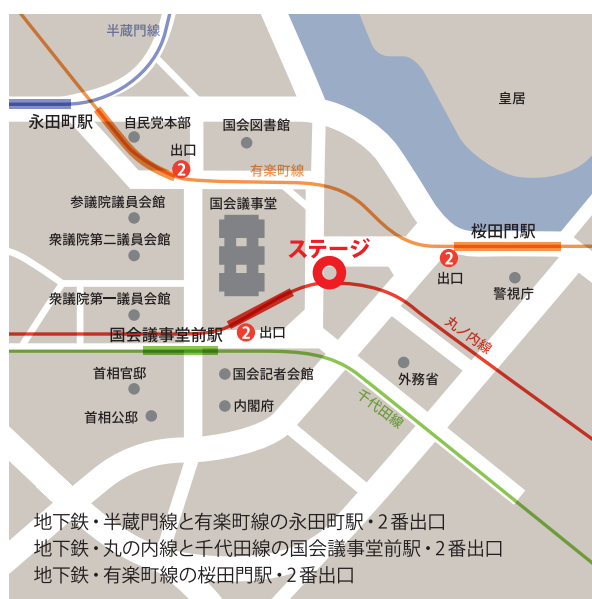 半蔵門線
皇居
永田町駅
自民党本部
国会図書館
出口
2
有楽町線
参議院議員会館
国会議事堂
衆議院第二議員会館
ステージ
桜田門駅
2
出口
警視庁
衆議院第一議員会館
国会議事堂前駅
2
出口
丸ノ内線
首相官邸
国会記者会館
外務省
首相公邸
内閣府
千代田線
地下鉄・半蔵門線と有楽町線の永田町駅・2番出口
地下鉄・丸の内線と千代田線の国会議事堂前駅・2番出口
地下鉄・有楽町線の桜田門駅・2番出口